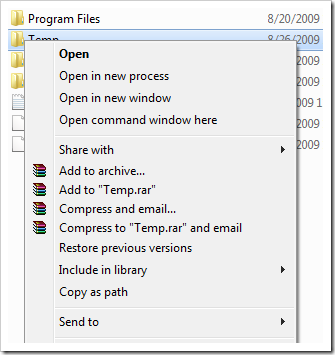 Program Files 8/20/2009
Temp 8/26/2009
Open 2009
Open in new process 2009
Open in new window 2009 1
Open command window here 2009
2009
Share with
Add to archive...
Add to "Temp.rar"
Compress and email...
Compress to "Temp.rar" and email
Restore previous versions
Include in library
Copy as path
Send to